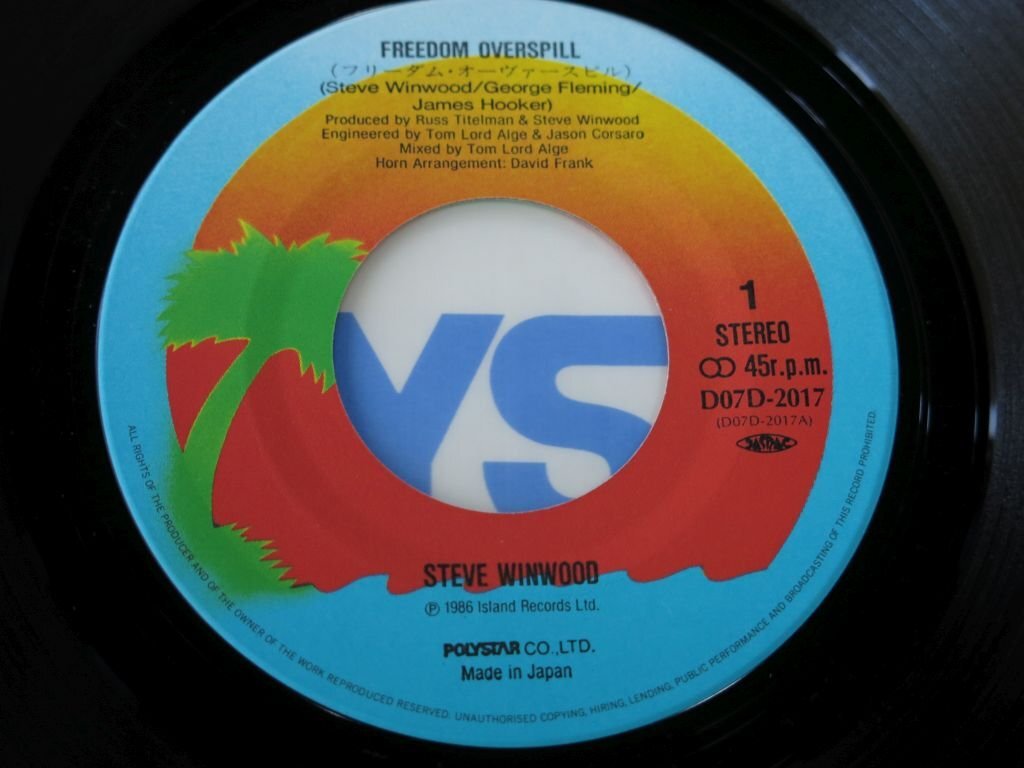 FREEDOM OVERSPILL
(フリーダム・オーヴァースピル)
(Steve Winwood/George Fleming/
James Hooker)
Produced by Russ Titelman & Steve Winwood
Engineered by Tom Lord Alge & Jason Corsaro
Mixed by Tom Lord Alge
Horn Arrangement: David Frank
YS
1
STEREO
45r.p.m.
D07D-2017
(D07D-2017A)
JASRAC
STEVE WINWOOD
℗ 1986 Island Records Ltd.
POLYSTAR CO.,LTD.
Made in Japan
ALL RIGHTS OF THE PRODUCER AND OF THE OWNER OF THE WORK REPRODUCED RESERVED. UNAUTHORISED COPYING, HIRING, LENDING, PUBLIC PERFORMANCE AND BROADCASTING OF THIS RECORD PROHIBITED.